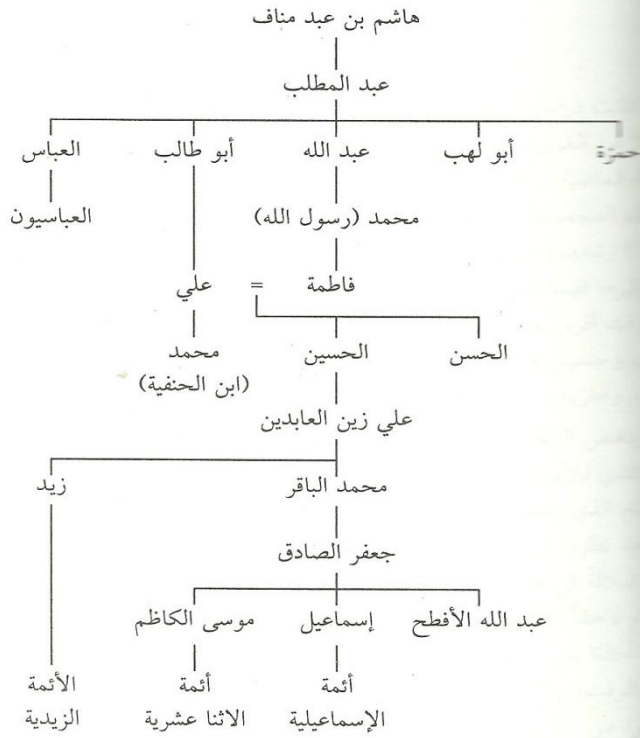 هاشم بن عبد مناف
عبد المطلب
حمزة أبو لهب عبد الله أبو طالب العباس
محمد (رسول الله) العباسيون
فاطمة = علي
الحسن الحسين محمد
(ابن الحنفية)
علي زين العابدين
محمد الباقر زيد
جعفر الصادق
عبد الله الأفطح إسماعيل موسى الكاظم
أئمة أئمة الأئمة
الإسماعيلية الاثنا عشرية الزيدية